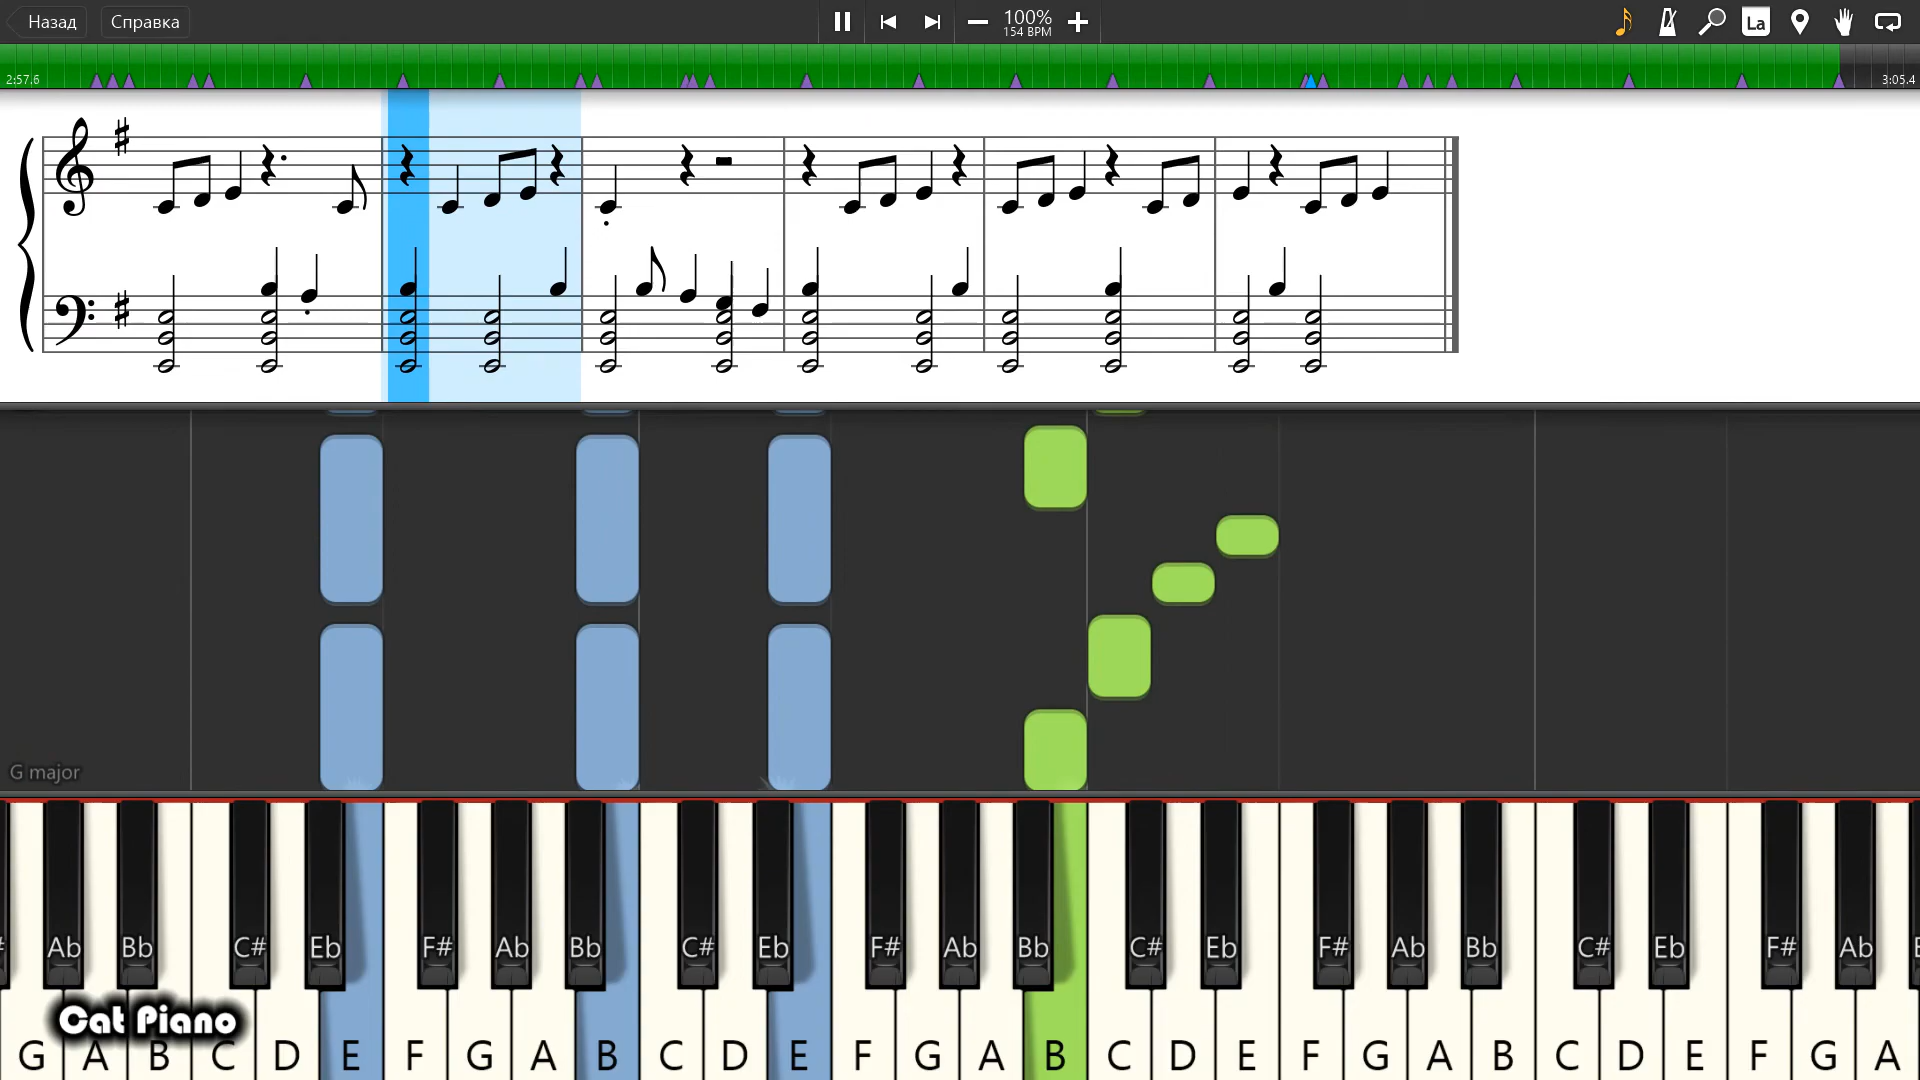 Назад Справка 100%
154 BPM La
2:57.6 3:05.4
G major
Ab Bb C# Eb F# Ab Bb C# Eb F# Ab Bb C# Eb F# Ab Bb C# Eb F# Ab
Cat Piano
G A B C D E F G A B C D E F G A B C D E F G A B C D E F G A